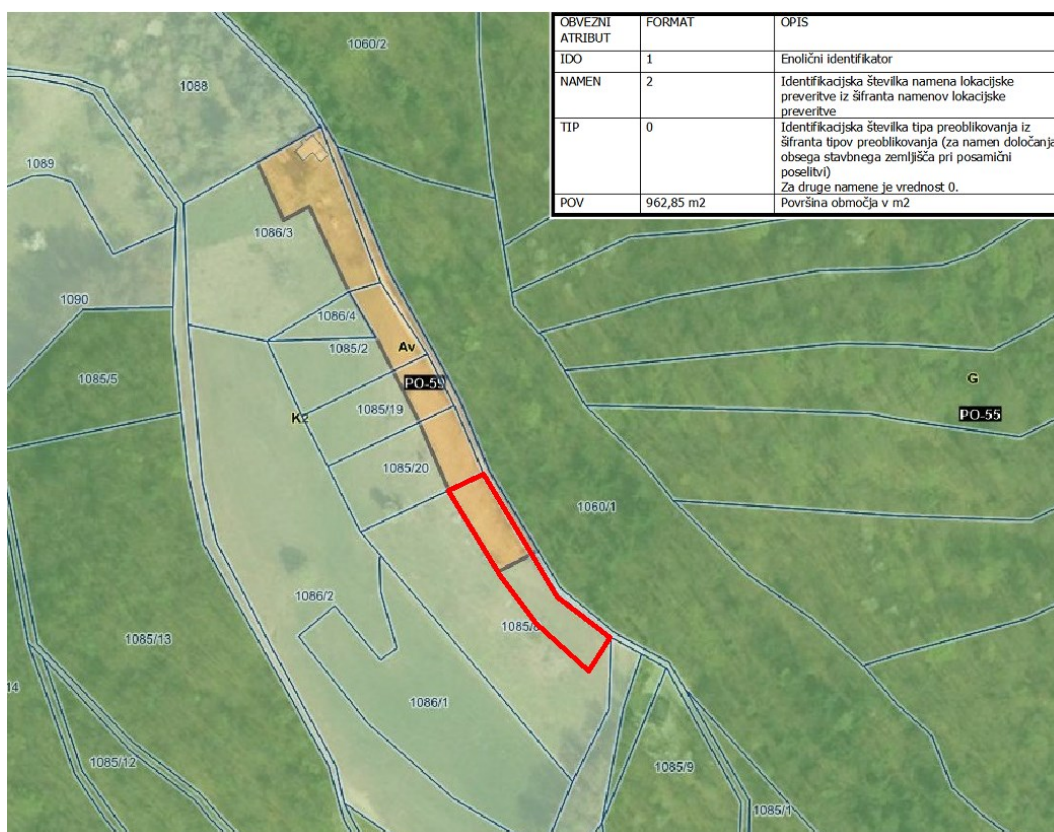 OBVEZNI ATRIBUT FORMAT OPIS
IDO 1 Enolični identifikator
NAMEN 2 Identifikacijska številka namena lokacijske
preveritve iz šifranta namenov lokacijske
preveritve
TIP 0 Identifikacijska številka tipa preoblikovanja iz
šifranta tipov preoblikovanja (za namen določanja
obsega stavbnega zemljišča pri posamični
poselitvi)
Za druge namene je vrednost 0.
POV 962,85 m2 Površina območja v m2
1060/2
1088
1089
1086/3
1090
1086/4
1085/2
Av
1085/5
PO-59
G
1085/19
K2
PO-55
1085/20
1060/1
1086/2
1085/13
14
1086/1
1085/12
1085/9
1085/1